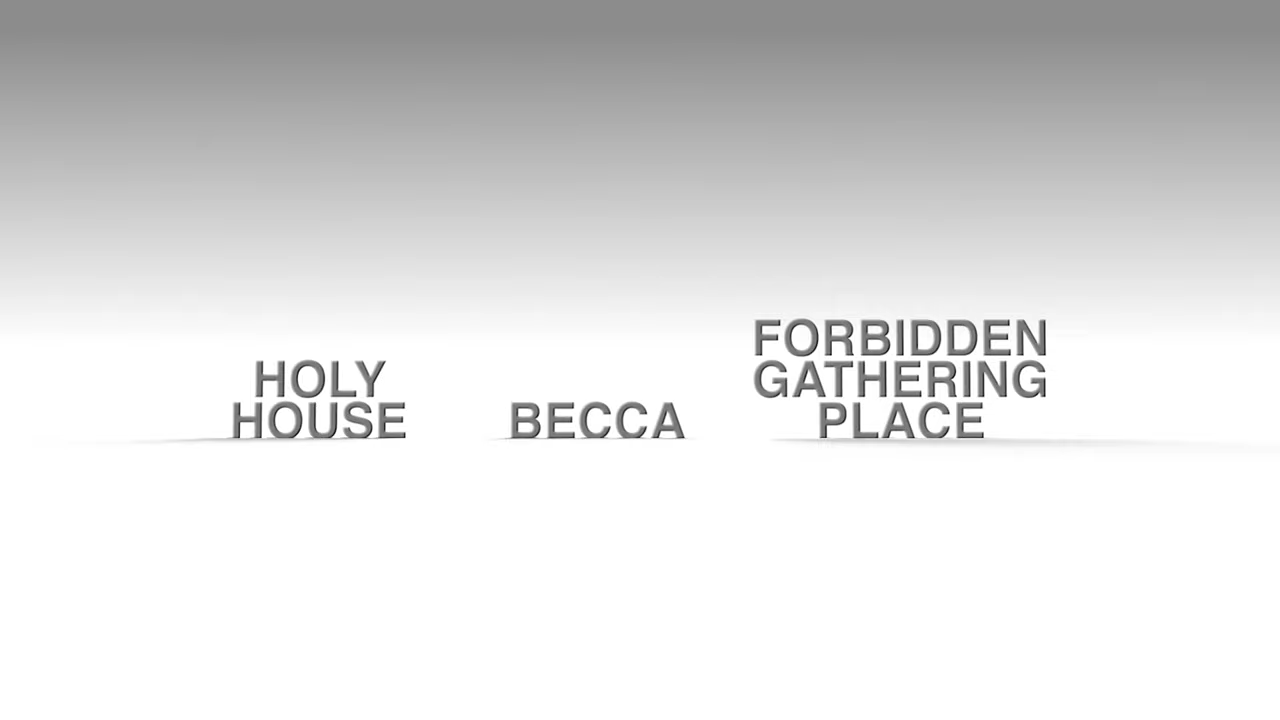 HOLY
HOUSE
BECCA
FORBIDDEN
GATHERING
PLACE